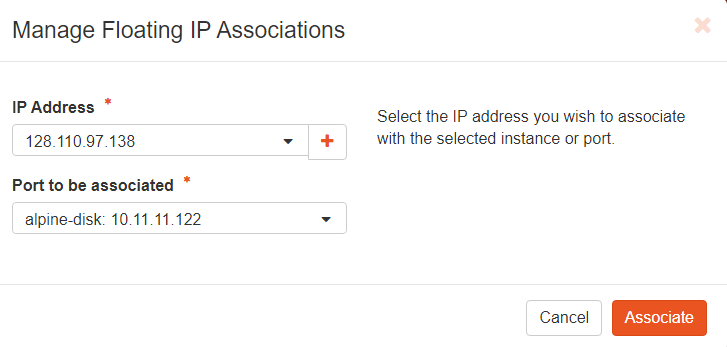 Manage Floating IP Associations
IP Address *
128.110.97.138
Select the IP address you wish to associate
with the selected instance or port.
Port to be associated *
alpine-disk: 10.11.11.122
Cancel
Associate